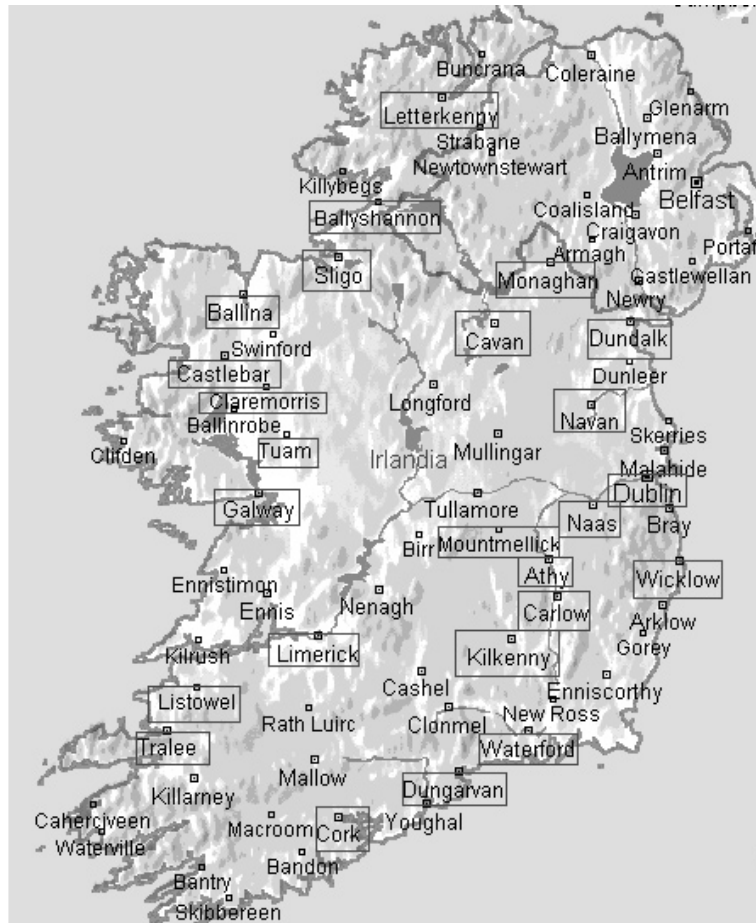 Buncrana
Coleraine
Letterkenny
Glenarm
Strabane
Ballymena
Newtownstewart
Antrim
Killybegs
Belfast
Ballyshannon
Coalisland
Craigavon
Armagh
Portaf
Sligo
Monaghan
Castlewellan
Newry
Ballina
Cavan
Dundalk
Swinford
Castlebar
Dunleer
Claremorris
Longford
Navan
Ballinrobe
Clifden
Tuam
Irlandia
Mullingar
Skerries
Malahide
Galway
Tullamore
Dublin
Naas
Bray
Birr
Mountmellick
Ennistimon
Athy
Wicklow
Ennis
Nenagh
Carlow
Arklow
Kilrush
Limerick
Kilkenny
Gorey
Listowel
Cashel
Enniscorthy
Rath Luirc
Clonmel
New Ross
Tralee
Waterford
Killarney
Mallow
Dungarvan
Caherciveen
Macroom
Cork
Youghal
Waterville
Bandon
Bantry
Skibbereen